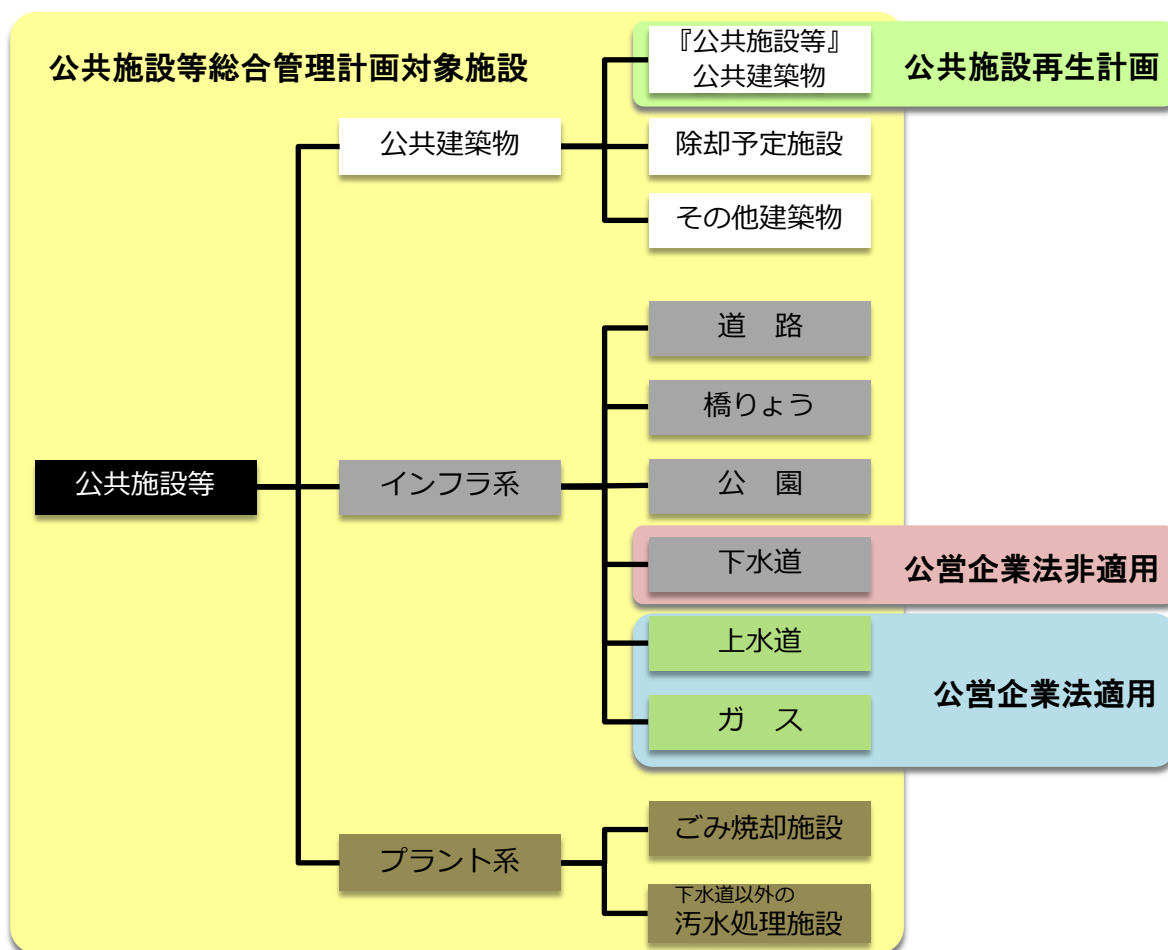 公共施設等総合管理計画対象施設
『公共施設等』
公共建築物
公共施設再生計画
公共建築物
除却予定施設
その他建築物
道　路
橋りょう
公共施設等
インフラ系
公　園
下水道
公営企業法非適用
上水道
公営企業法適用
ガ　ス
ごみ焼却施設
プラント系
下水道以外の
汚水処理施設